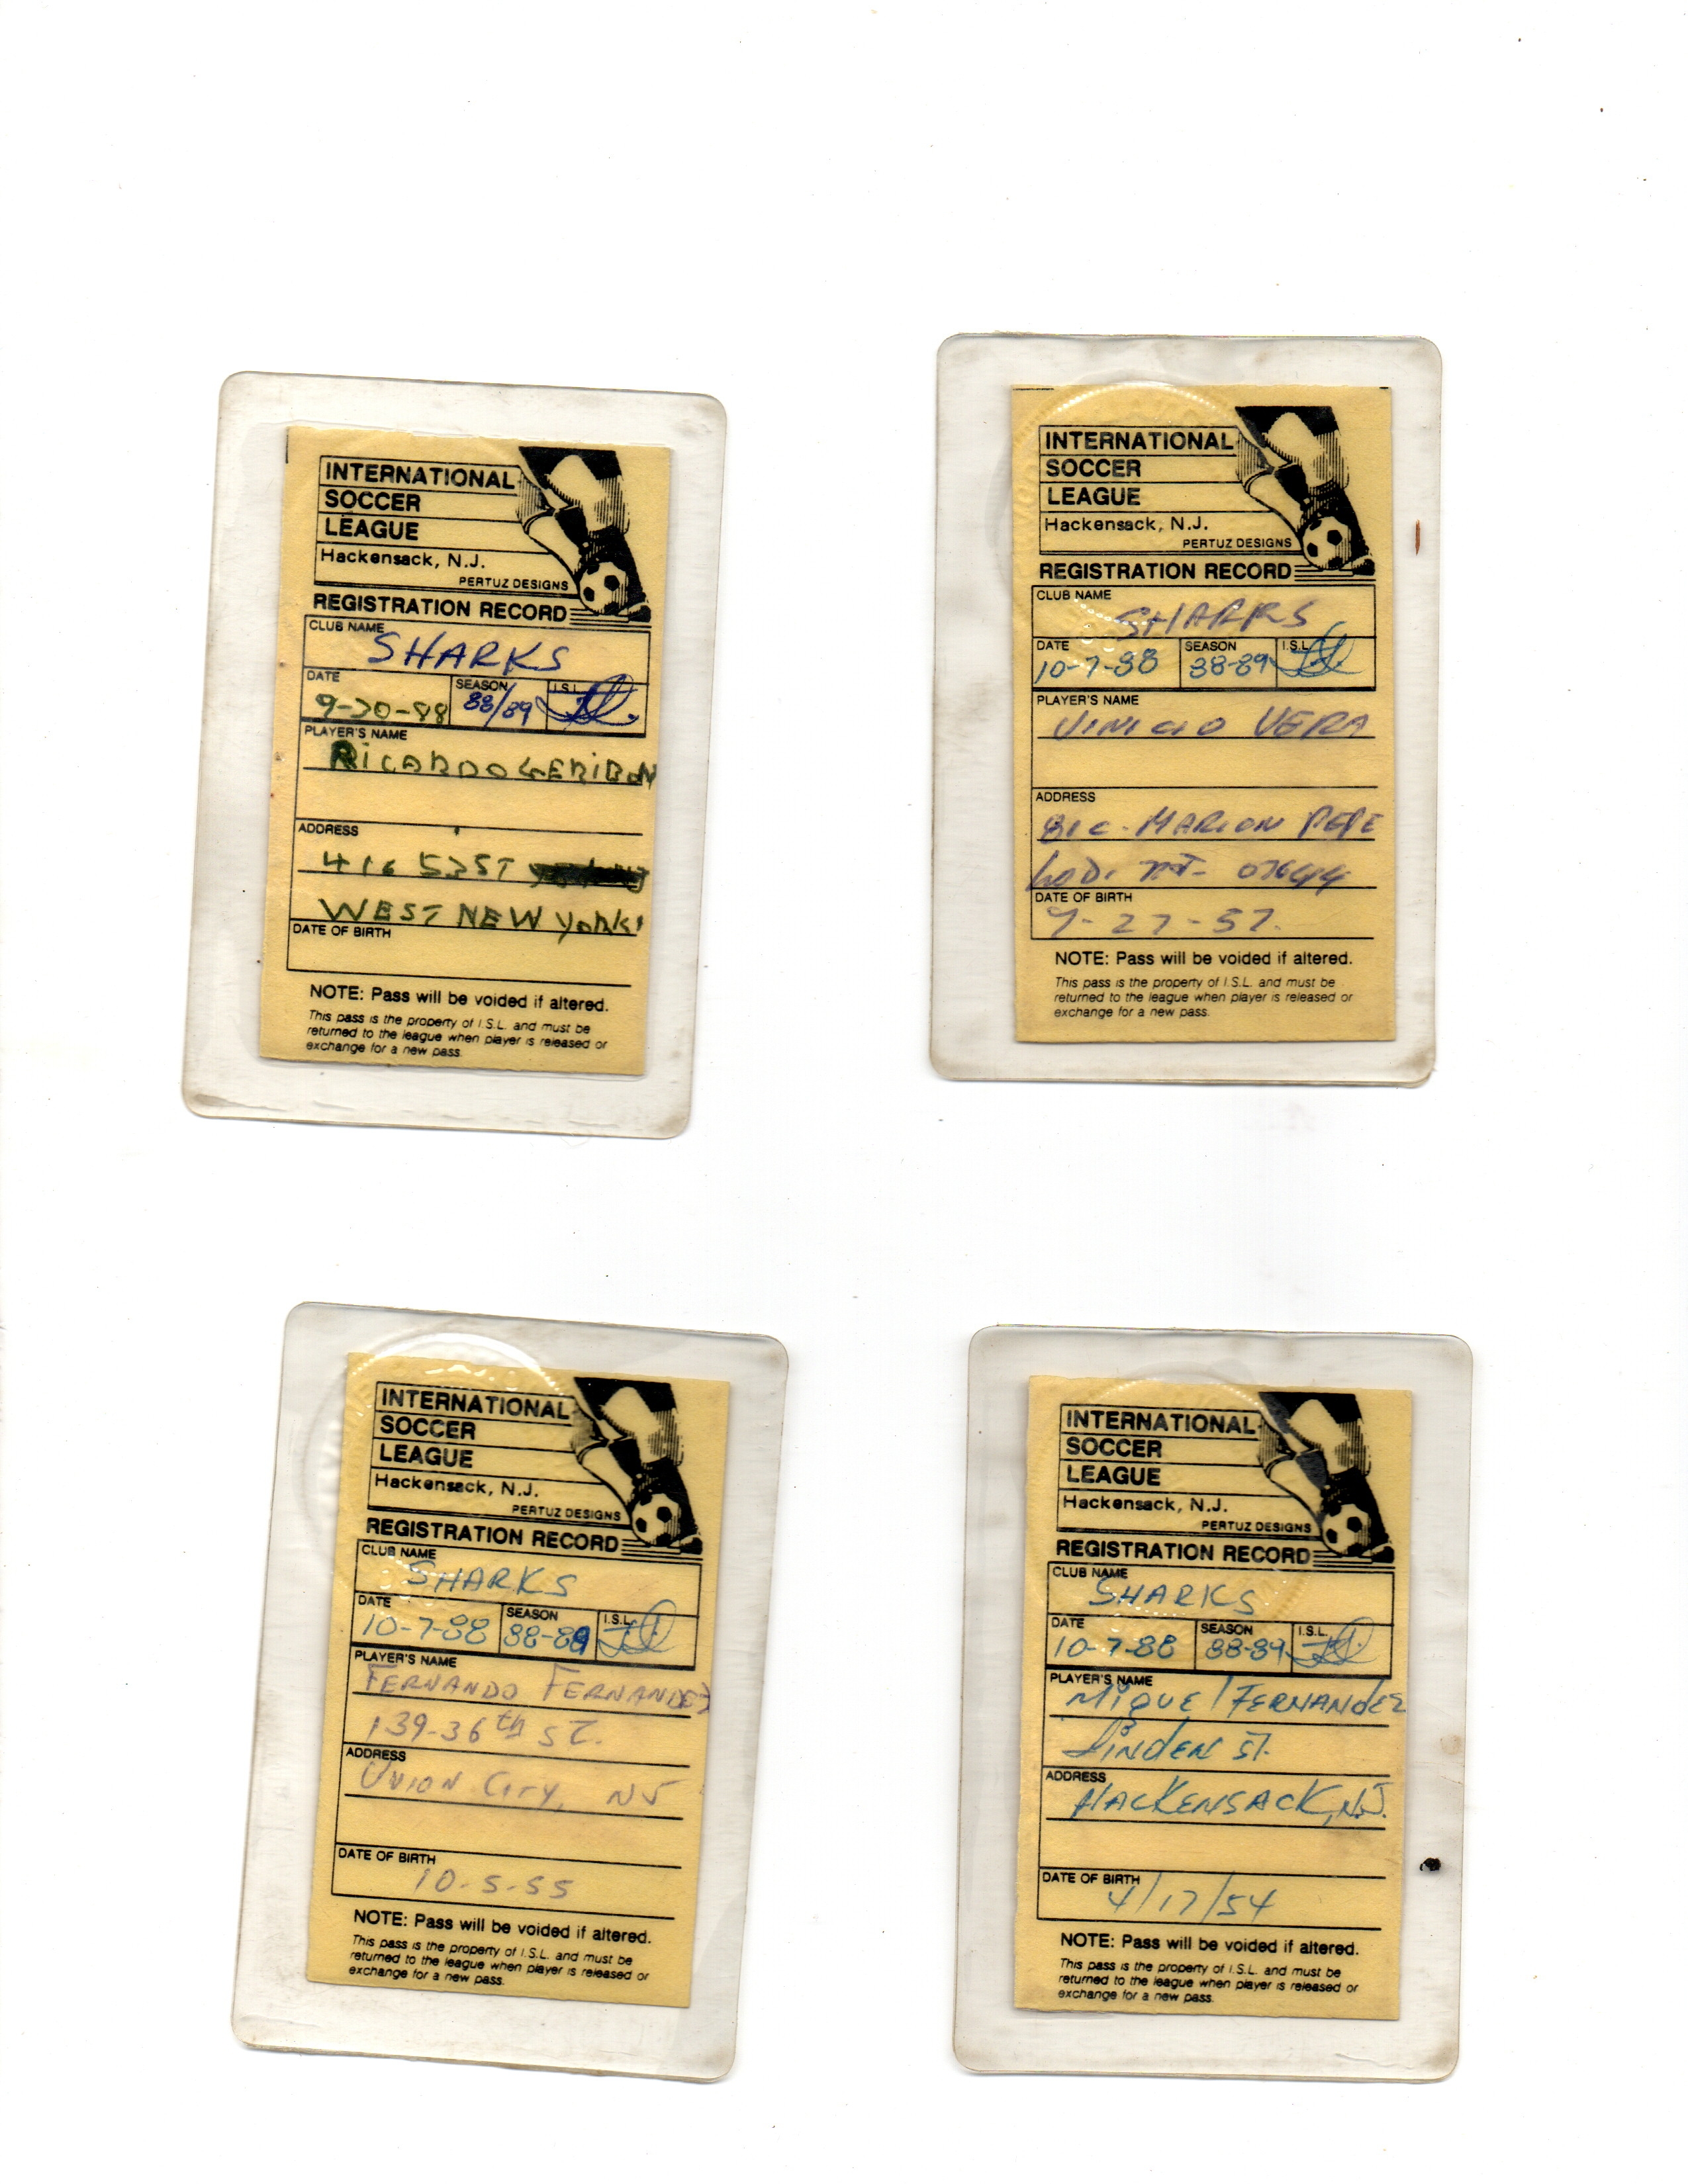 INTERNATIONAL
SOCCER
LEAGUE
Hackensack, N.J.
PERTUZ DESIGNS
REGISTRATION RECORD
CLUB NAME
SHARKS
DATE SEASON I.S.L.
9-20-88 88/89
PLAYER'S NAME
RiCARDO
ADDRESS
416 53ST
WEST NEW York
DATE OF BIRTH
NOTE: Pass will be voided if altered.
This pass is the property of I.S.L. and must be
returned to the league when player is released or
exchange for a new pass.
INTERNATIONAL
SOCCER
LEAGUE
Hackensack, N.J.
PERTUZ DESIGNS
REGISTRATION RECORD
CLUB NAME
SHARKS
DATE SEASON I.S.L.
10-7-88 88-89
PLAYER'S NAME
VINICIO VERA
ADDRESS
MARION PEPE
LODI NJ- 07644
DATE OF BIRTH
9-27-57.
NOTE: Pass will be voided if altered.
This pass is the property of I.S.L. and must be
returned to the league when player is released or
exchange for a new pass.
INTERNATIONAL
SOCCER
LEAGUE
Hackensack, N.J.
PERTUZ DESIGNS
REGISTRATION RECORD
CLUB NAME
SHARKS
DATE SEASON I.S.L.
10-7-88 88-89
PLAYER'S NAME
FERNANDO FERNANDEZ
139-36th ST.
ADDRESS
UNION CITY, NJ
DATE OF BIRTH
10-5-55
NOTE: Pass will be voided if altered.
This pass is the property of I.S.L. and must be
returned to the league when player is released or
exchange for a new pass.
INTERNATIONAL
SOCCER
LEAGUE
Hackensack, N.J.
PERTUZ DESIGNS
REGISTRATION RECORD
CLUB NAME
SHARKS
DATE SEASON I.S.L.
10-7-88 88-89
PLAYER'S NAME
MiGUEl FERNANdEZ
LiNdEN ST.
ADDRESS
HACKENSACK, N.J.
DATE OF BIRTH
4/17/54
NOTE: Pass will be voided if altered.
This pass is the property of I.S.L. and must be
returned to the league when player is released or
exchange for a new pass.